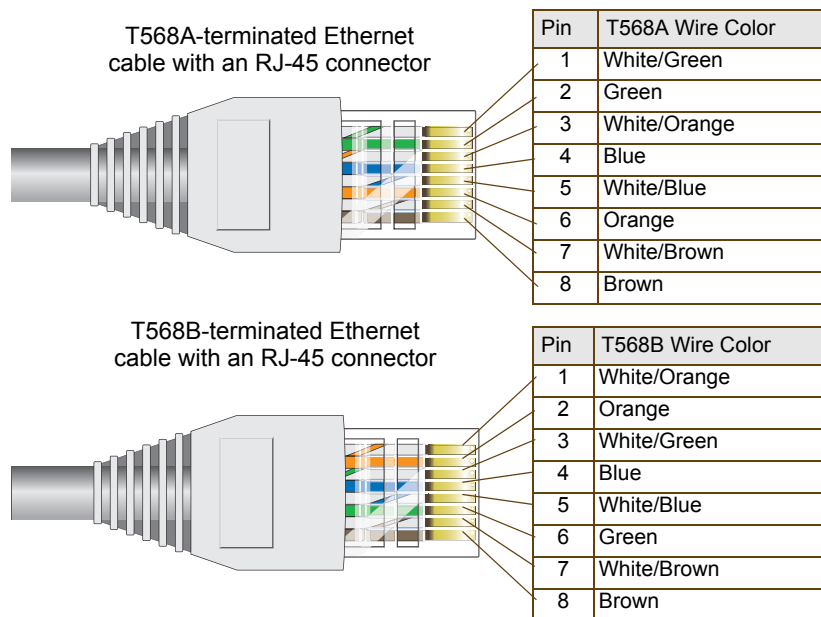 T568A-terminated Ethernet
cable with an RJ-45 connector
Pin T568A Wire Color
1 White/Green
2 Green
3 White/Orange
4 Blue
5 White/Blue
6 Orange
7 White/Brown
8 Brown
T568B-terminated Ethernet
cable with an RJ-45 connector
Pin T568B Wire Color
1 White/Orange
2 Orange
3 White/Green
4 Blue
5 White/Blue
6 Green
7 White/Brown
8 Brown